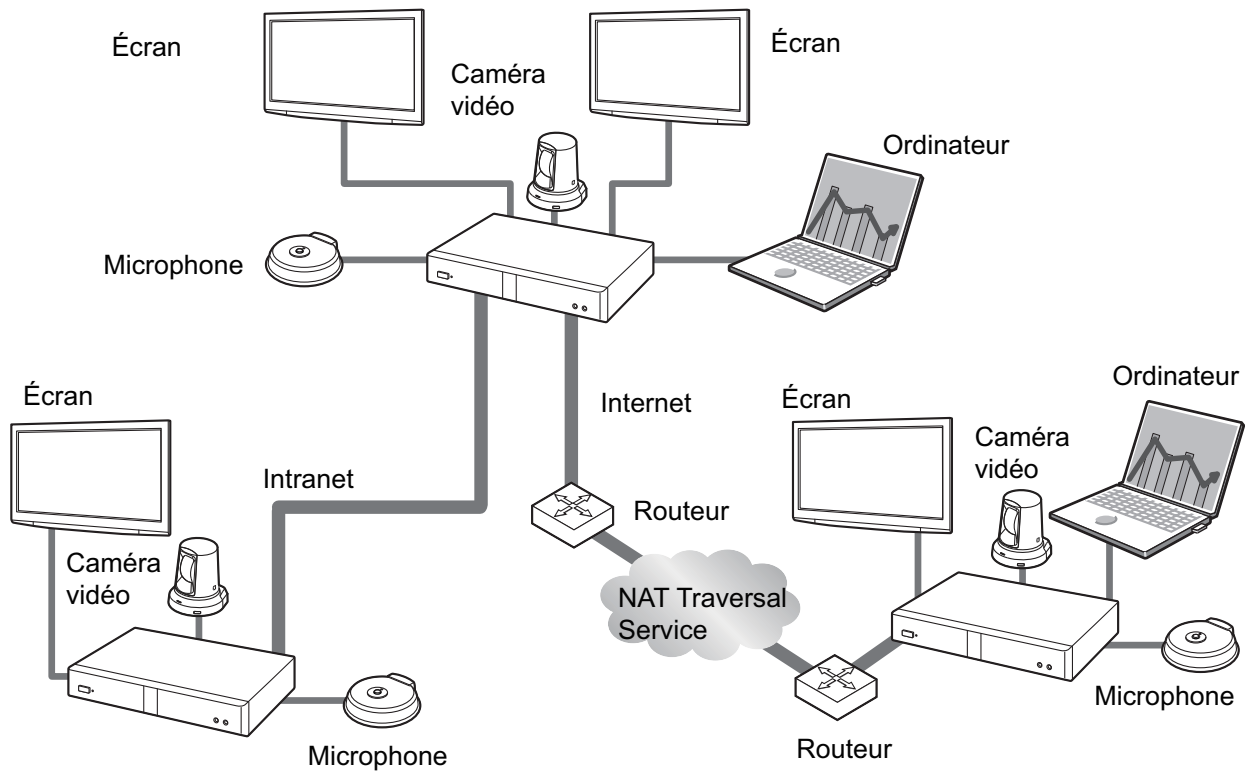 Écran
Écran
Caméra
vidéo
Ordinateur
Microphone
Écran
Internet
Écran
Ordinateur
Caméra
vidéo
Intranet
Routeur
Caméra
vidéo
NAT Traversal
Service
Microphone
Routeur
Microphone